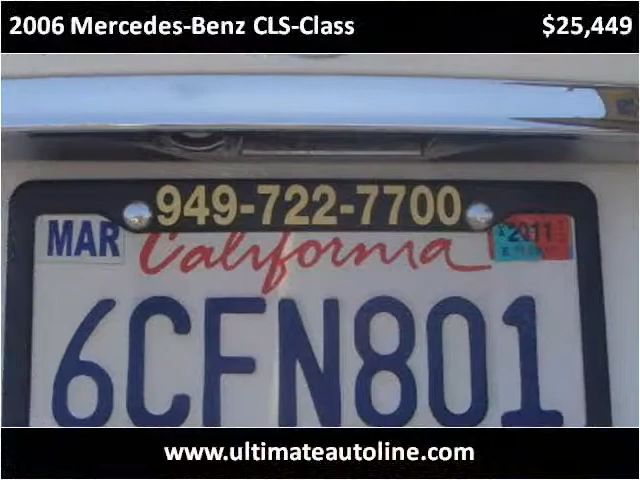 2006 Mercedes-Benz CLS-Class $25,449
949-722-7700
MAR California 2011
6CFN801
www.ultimateautoline.com